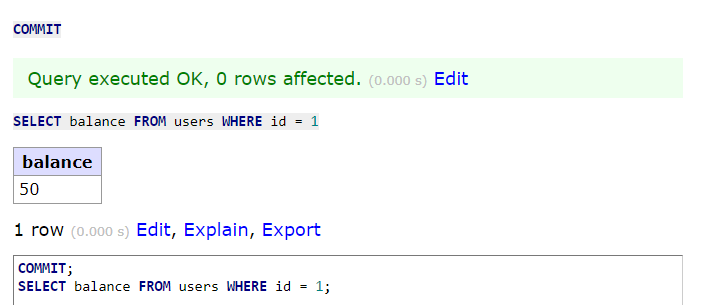 COMMIT
Query executed OK, 0 rows affected. (0.000 s) Edit
SELECT balance FROM users WHERE id = 1
balance
50
1 row (0.000 s) Edit, Explain, Export
COMMIT;
SELECT balance FROM users WHERE id = 1;